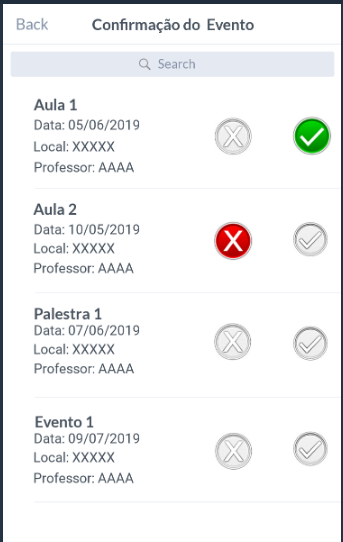 Back Confirmação do Evento
Search
Aula 1
Data: 05/06/2019
Local: XXXXX
Professor: AAAA
Aula 2
Data: 10/05/2019
Local: XXXXX
Professor: AAAA
Palestra 1
Data: 07/06/2019
Local: XXXXX
Professor: AAAA
Evento 1
Data: 09/07/2019
Local: XXXXX
Professor: AAAA